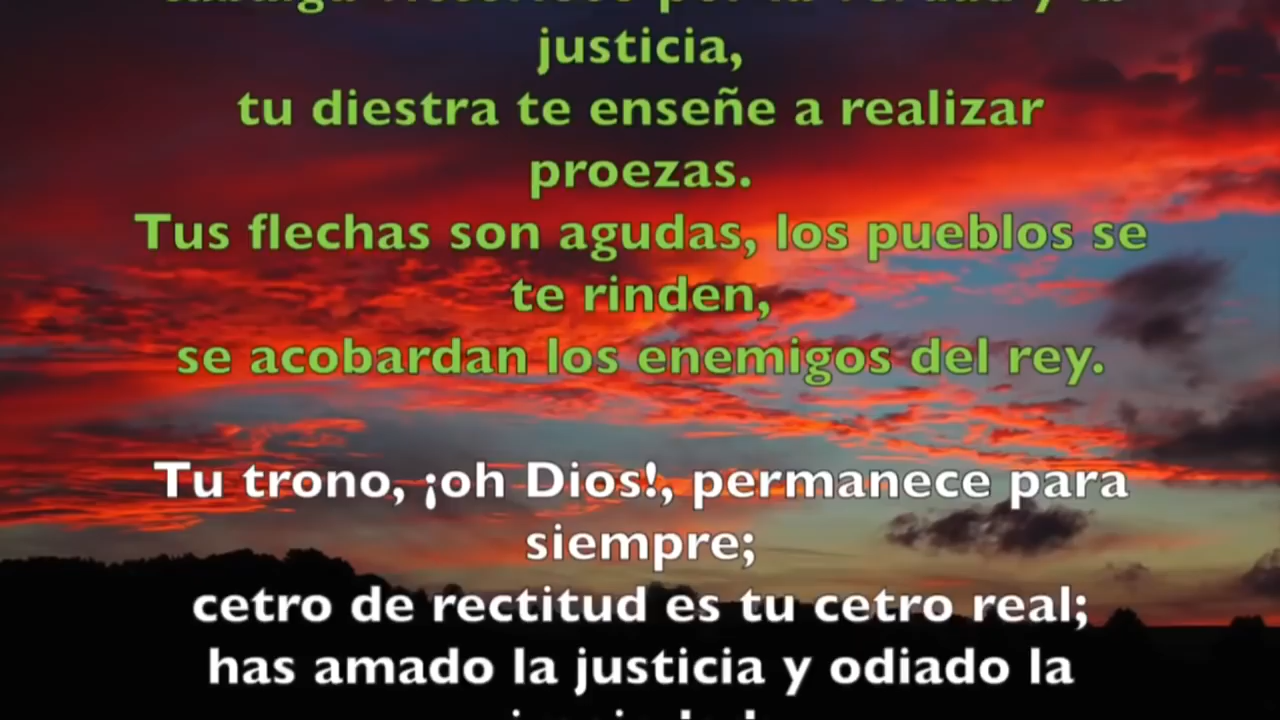 justicia,
tu diestra te enseñe a realizar
proezas.
Tus flechas son agudas, los pueblos se
te rinden,
se acobardan los enemigos del rey.
Tu trono, ¡oh Dios!, permanece para
siempre;
cetro de rectitud es tu cetro real;
has amado la justicia y odiado la